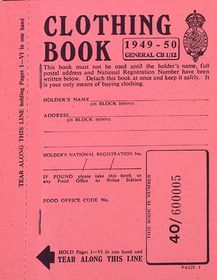 CLOTHING
BOOK
1949-50
GENERAL CB 1/12
This book must not be used until the holder's name, full
postal address and National Registration Number have been
written below. Detach this book at once and keep it safely. It
is your only means of buying clothing.
HOLDER'S NAME
(in BLOCK letters)
ADDRESS
(in BLOCK letters)
HOLDER'S NATIONAL REGISTRATION No.
IF FOUND please take this book to
any Food Office or Police Station
FOOD OFFICE CODE No.
HOLD Pages I—VI in one hand and
TEAR ALONG THIS LINE
PAGE I
TEAR ALONG THIS LINE holding Pages I—VI in one hand
THIS BOOK IS NUMBER
40/600005